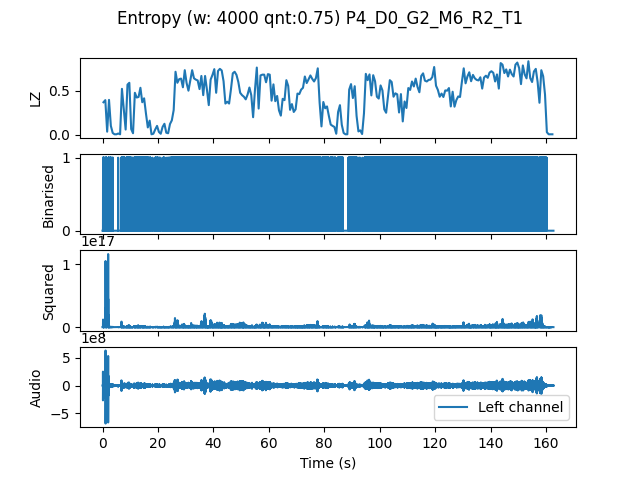 Entropy (w: 4000 qnt:0.75) P4_D0_G2_M6_R2_T1
LZ
0.5
0.0
Binarised
1
0
1e17
Squared
1
0
1e8
Audio
5
0
−5
Left channel
0 20 40 60 80 100 120 140 160
Time (s)